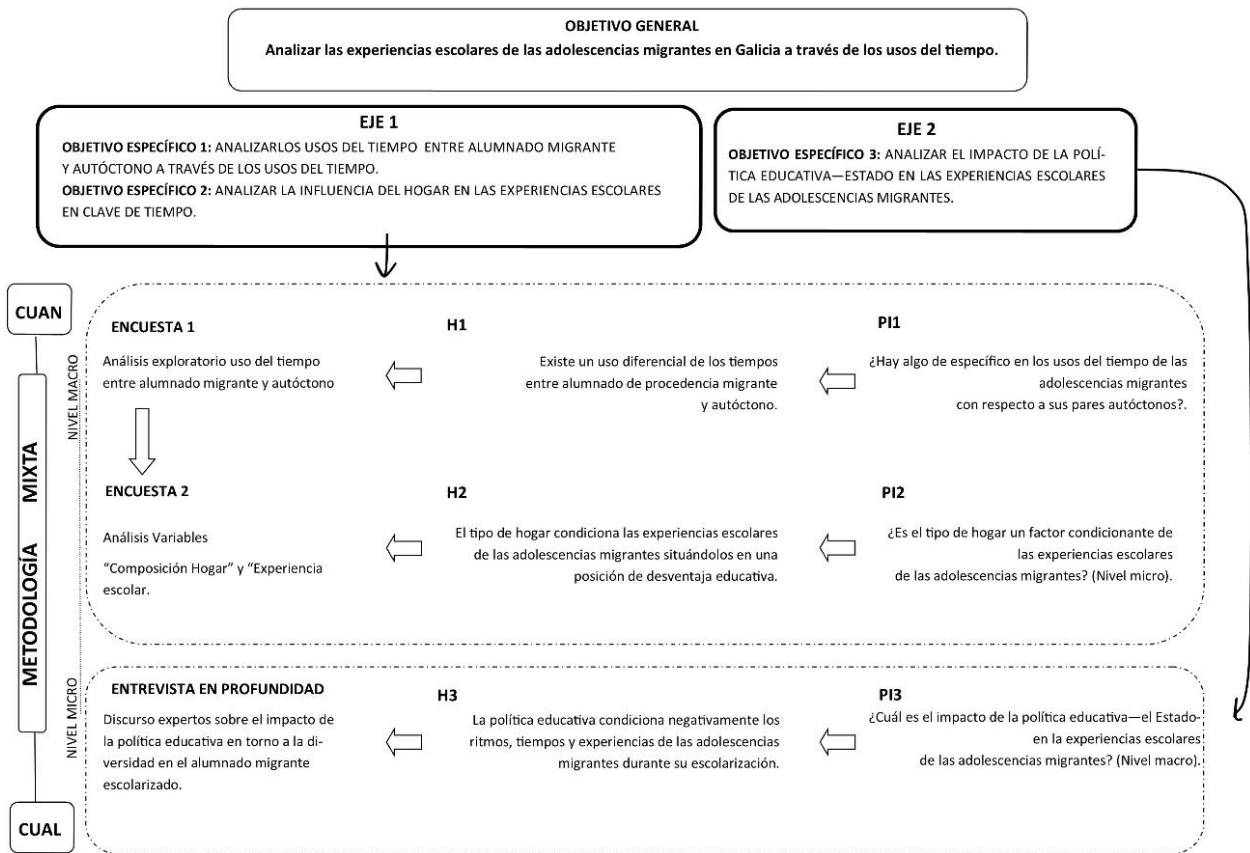 OBJETIVO GENERAL
Analizar las experiencias escolares de las adolescencias migrantes en Galicia a través de los usos del tiempo.
EJE 1
OBJETIVO ESPECÍFICO 1: ANALIZARLOS USOS DEL TIEMPO ENTRE ALUMNADO MIGRANTE
Y AUTÓCTONO A TRAVÉS DE LOS USOS DEL TIEMPO.
OBJETIVO ESPECÍFICO 2: ANALIZAR LA INFLUENCIA DEL HOGAR EN LAS EXPERIENCIAS ESCOLARES
EN CLAVE DE TIEMPO.
EJE 2
OBJETIVO ESPECÍFICO 3: ANALIZAR EL IMPACTO DE LA POLÍ-
TICA EDUCATIVA—ESTADO EN LAS EXPERIENCIAS ESCOLARES
DE LAS ADOLESCENCIAS MIGRANTES.
CUAN
METODOLOGÍA MIXTA
CUAL
NIVEL MACRO
NIVEL MICRO
ENCUESTA 1
Análisis exploratorio uso del tiempo
entre alumnado migrante y autóctono
H1
Existe un uso diferencial de los tiempos
entre alumnado de procedencia migrante
y autóctono.
PI1
¿Hay algo de específico en los usos del tiempo de las
adolescencias migrantes
con respecto a sus pares autóctonos?.
ENCUESTA 2
Análisis Variables
“Composición Hogar” y “Experiencia
escolar.
H2
El tipo de hogar condiciona las experiencias escolares
de las adolescencias migrantes situándolos en una
posición de desventaja educativa.
PI2
¿Es el tipo de hogar un factor condicionante de
las experiencias escolares
de las adolescencias migrantes? (Nivel micro).
ENTREVISTA EN PROFUNDIDAD
Discurso expertos sobre el impacto de
la política educativa en torno a la di-
versidad en el alumnado migrante
escolarizado.
H3
La política educativa condiciona negativamente los
ritmos, tiempos y experiencias de las adolescencias
migrantes durante su escolarización.
PI3
¿Cuál es el impacto de la política educativa—el Estado-
en la experiencias escolares
de las adolescencias migrantes? (Nivel macro).